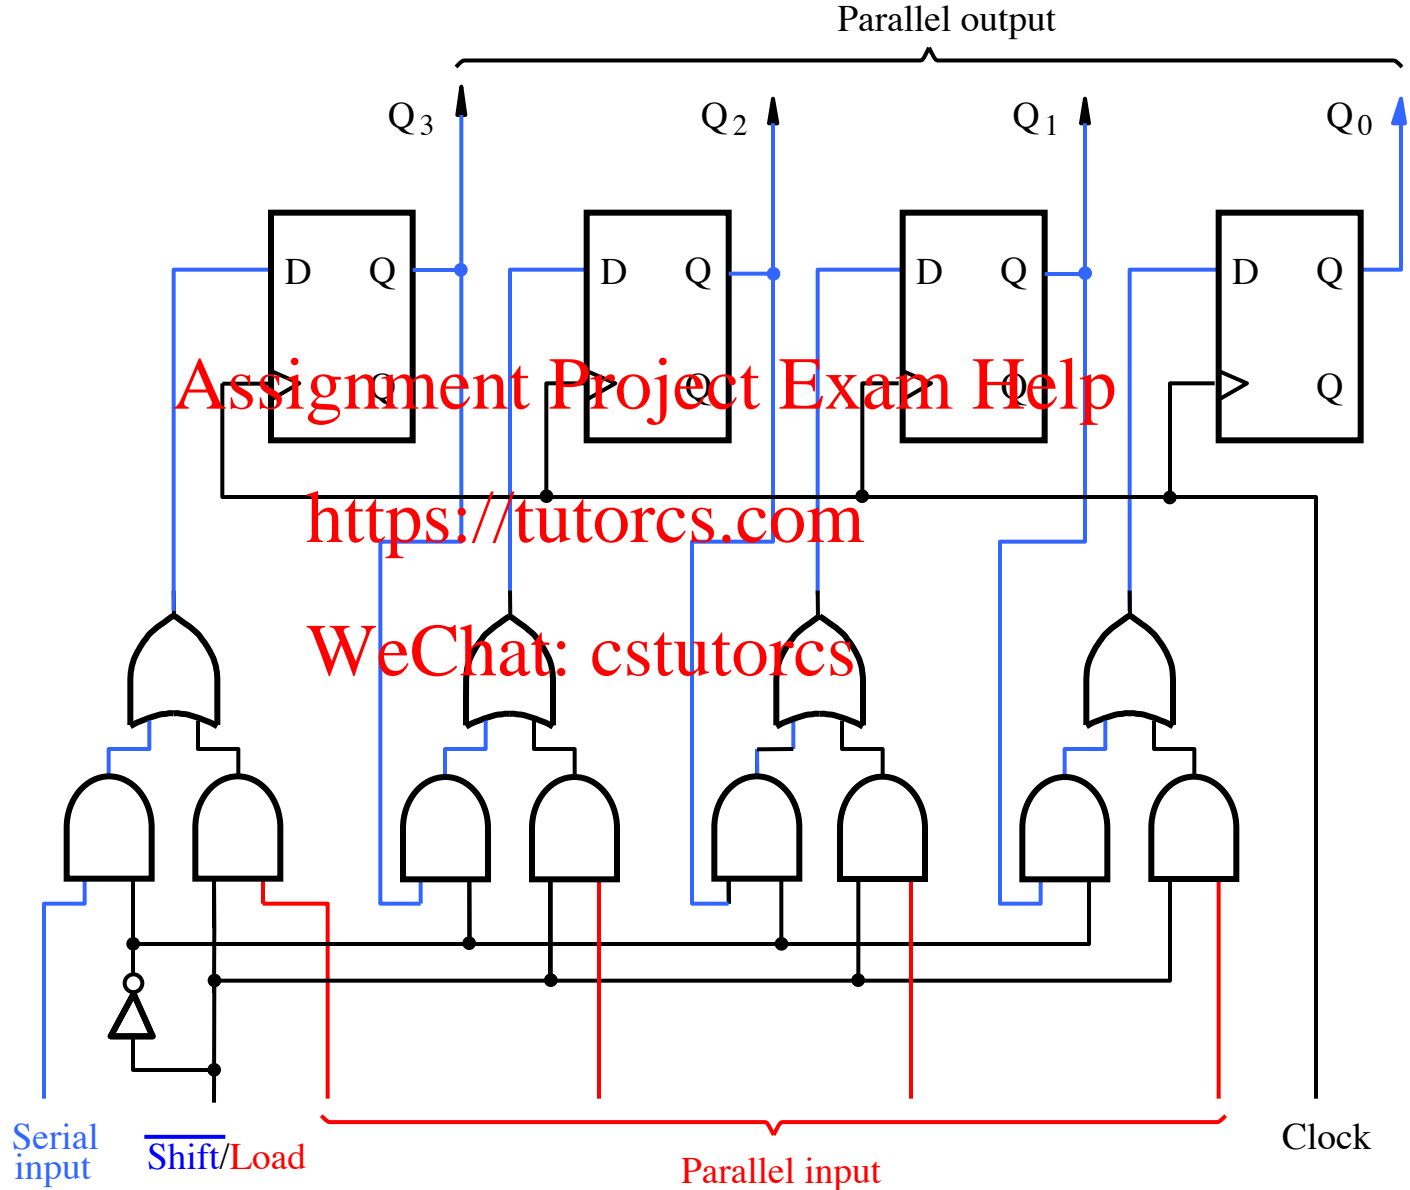 Parallel output
Q3 Q2 Q1 Q0
D Q D Q D Q D Q
Q Q Q Q
Assignment Project Exam Help
https://tutorcs.com
WeChat: cstutorcs
Serial input
Shift/Load
Parallel input
Clock